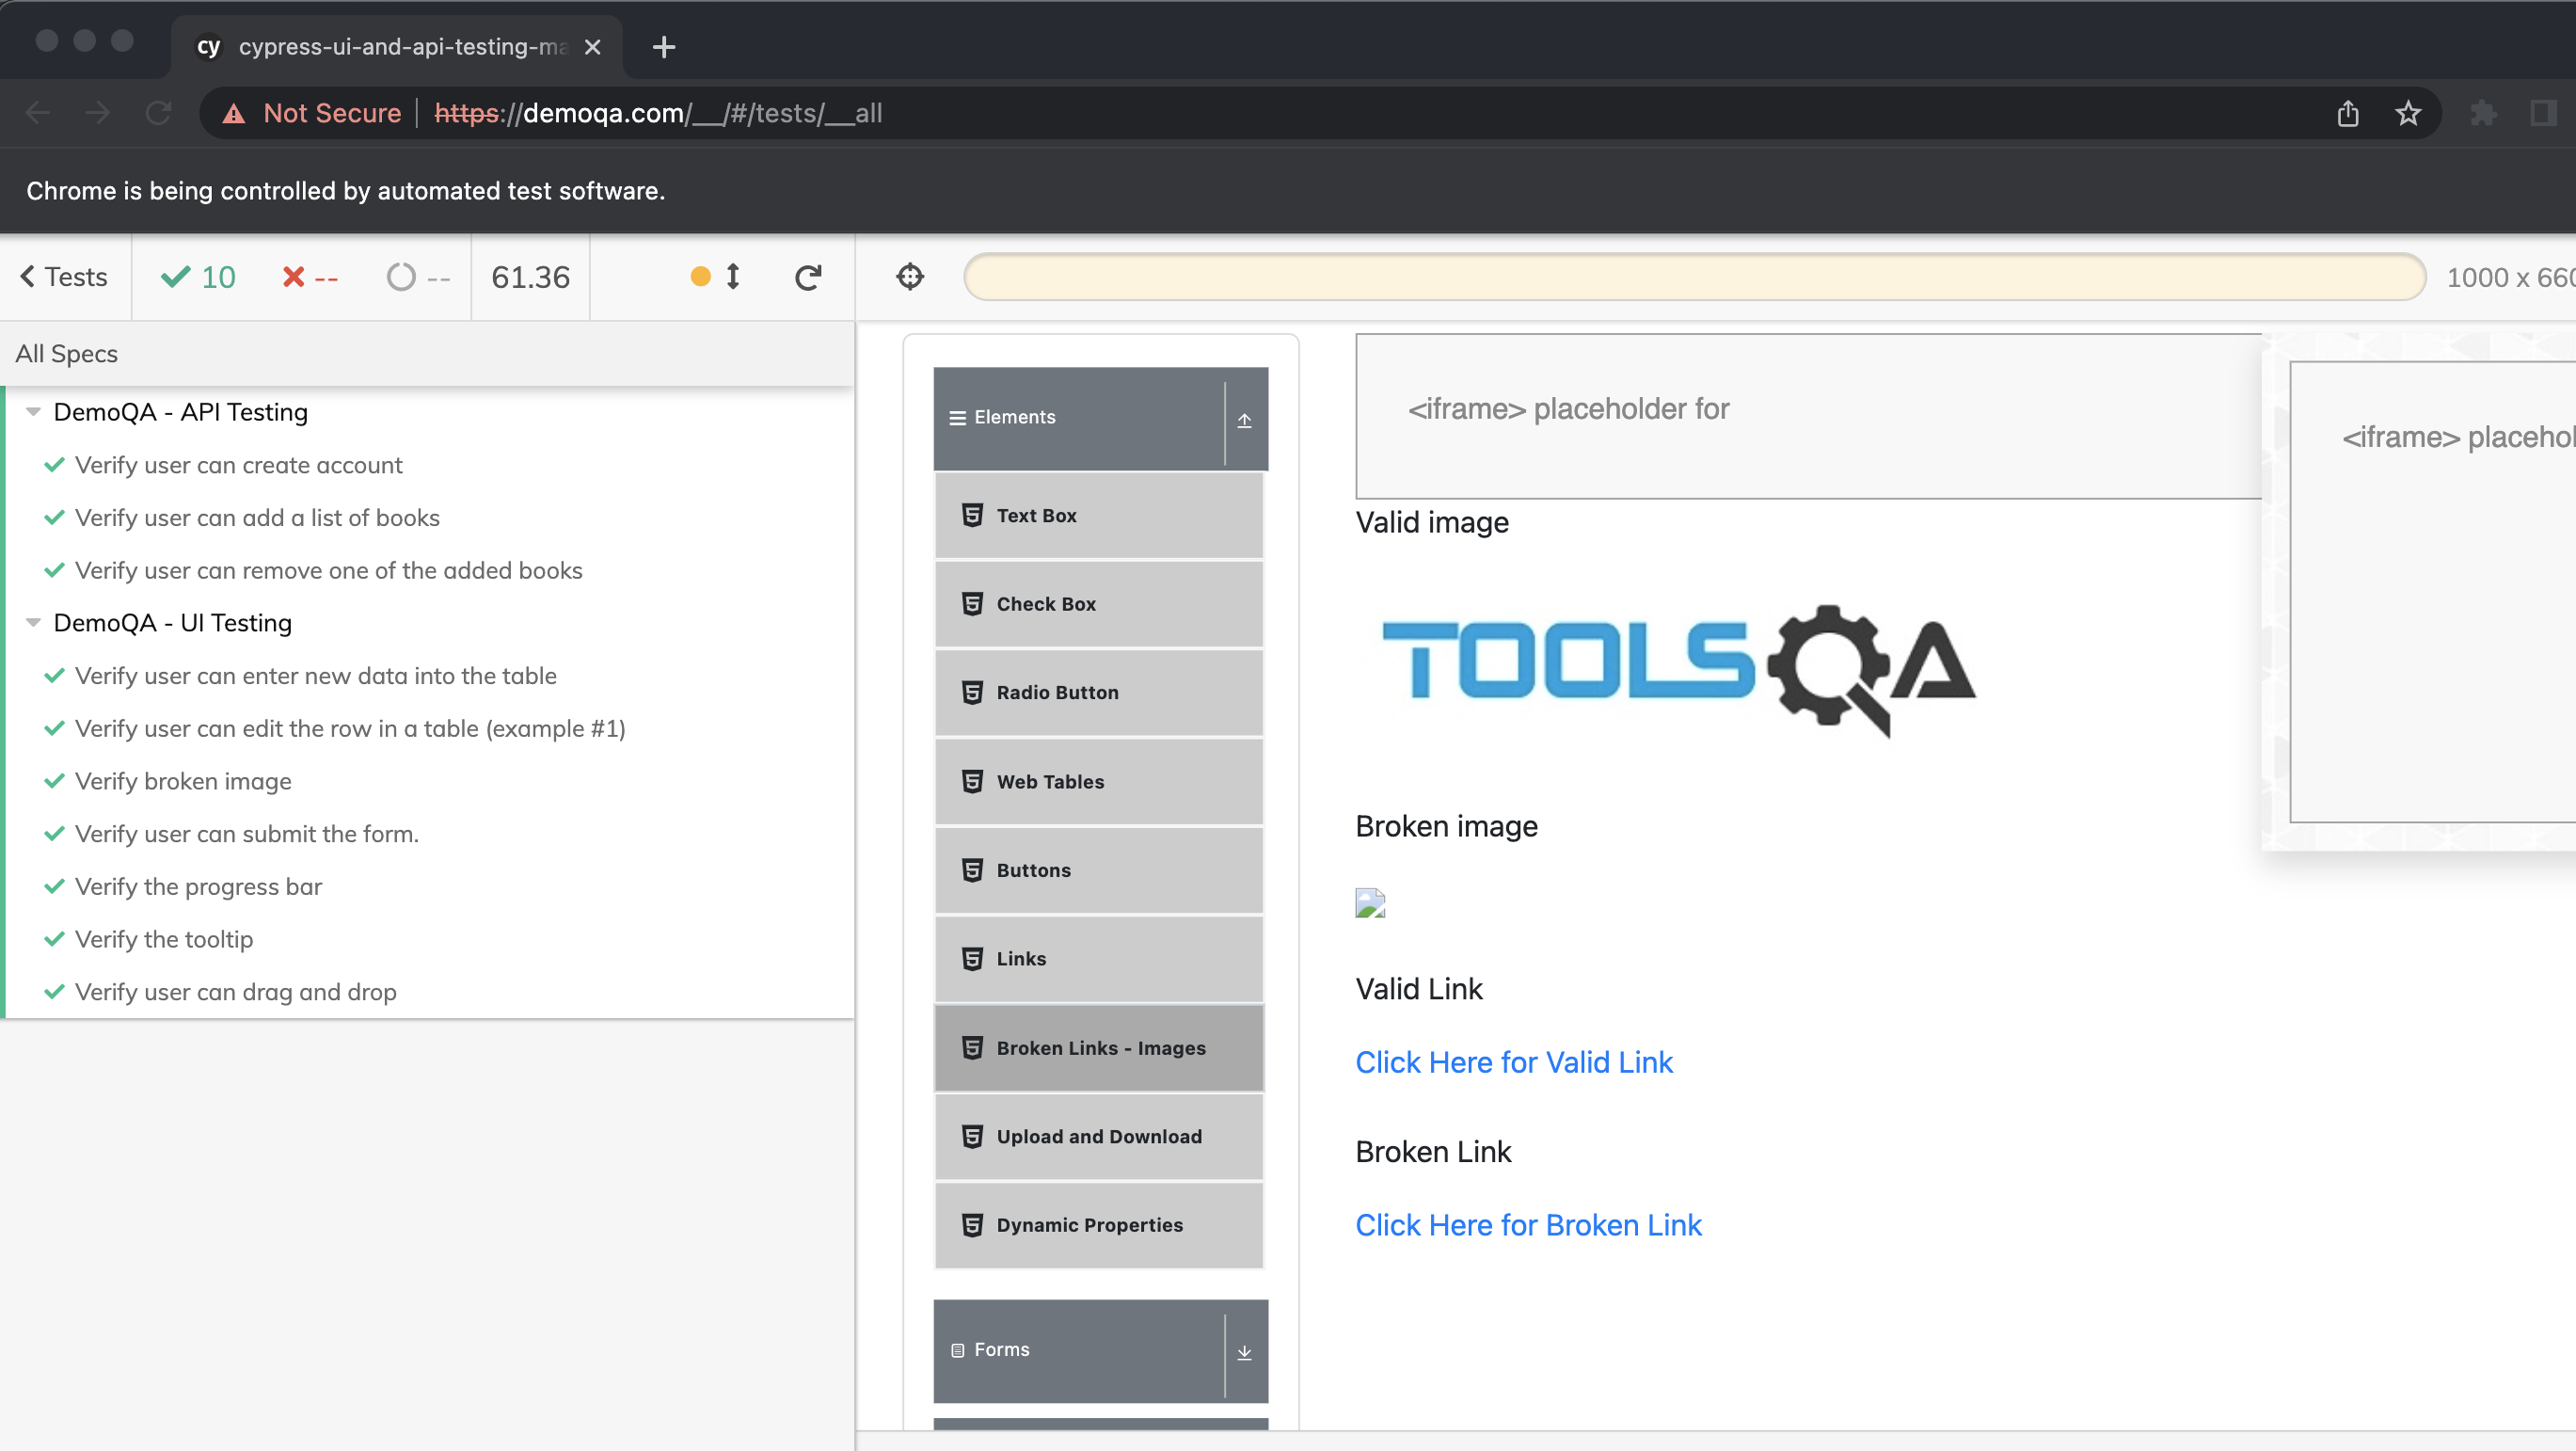 cy cypress-ui-and-api-testing-ma
Not Secure https://demoqa.com/__/#/tests/__all
Chrome is being controlled by automated test software.
Tests 10 -- -- 61.36 1000 x 660
All Specs
DemoQA - API Testing
Verify user can create account
Verify user can add a list of books
Verify user can remove one of the added books
DemoQA - UI Testing
Verify user can enter new data into the table
Verify user can edit the row in a table (example #1)
Verify broken image
Verify user can submit the form.
Verify the progress bar
Verify the tooltip
Verify user can drag and drop
Elements
Text Box
Check Box
Radio Button
Web Tables
Buttons
Links
Broken Links - Images
Upload and Download
Dynamic Properties
Forms
<iframe> placeholder for
Valid image
TOOLSQA
Broken image
Valid Link
Click Here for Valid Link
Broken Link
Click Here for Broken Link
<iframe> placehol